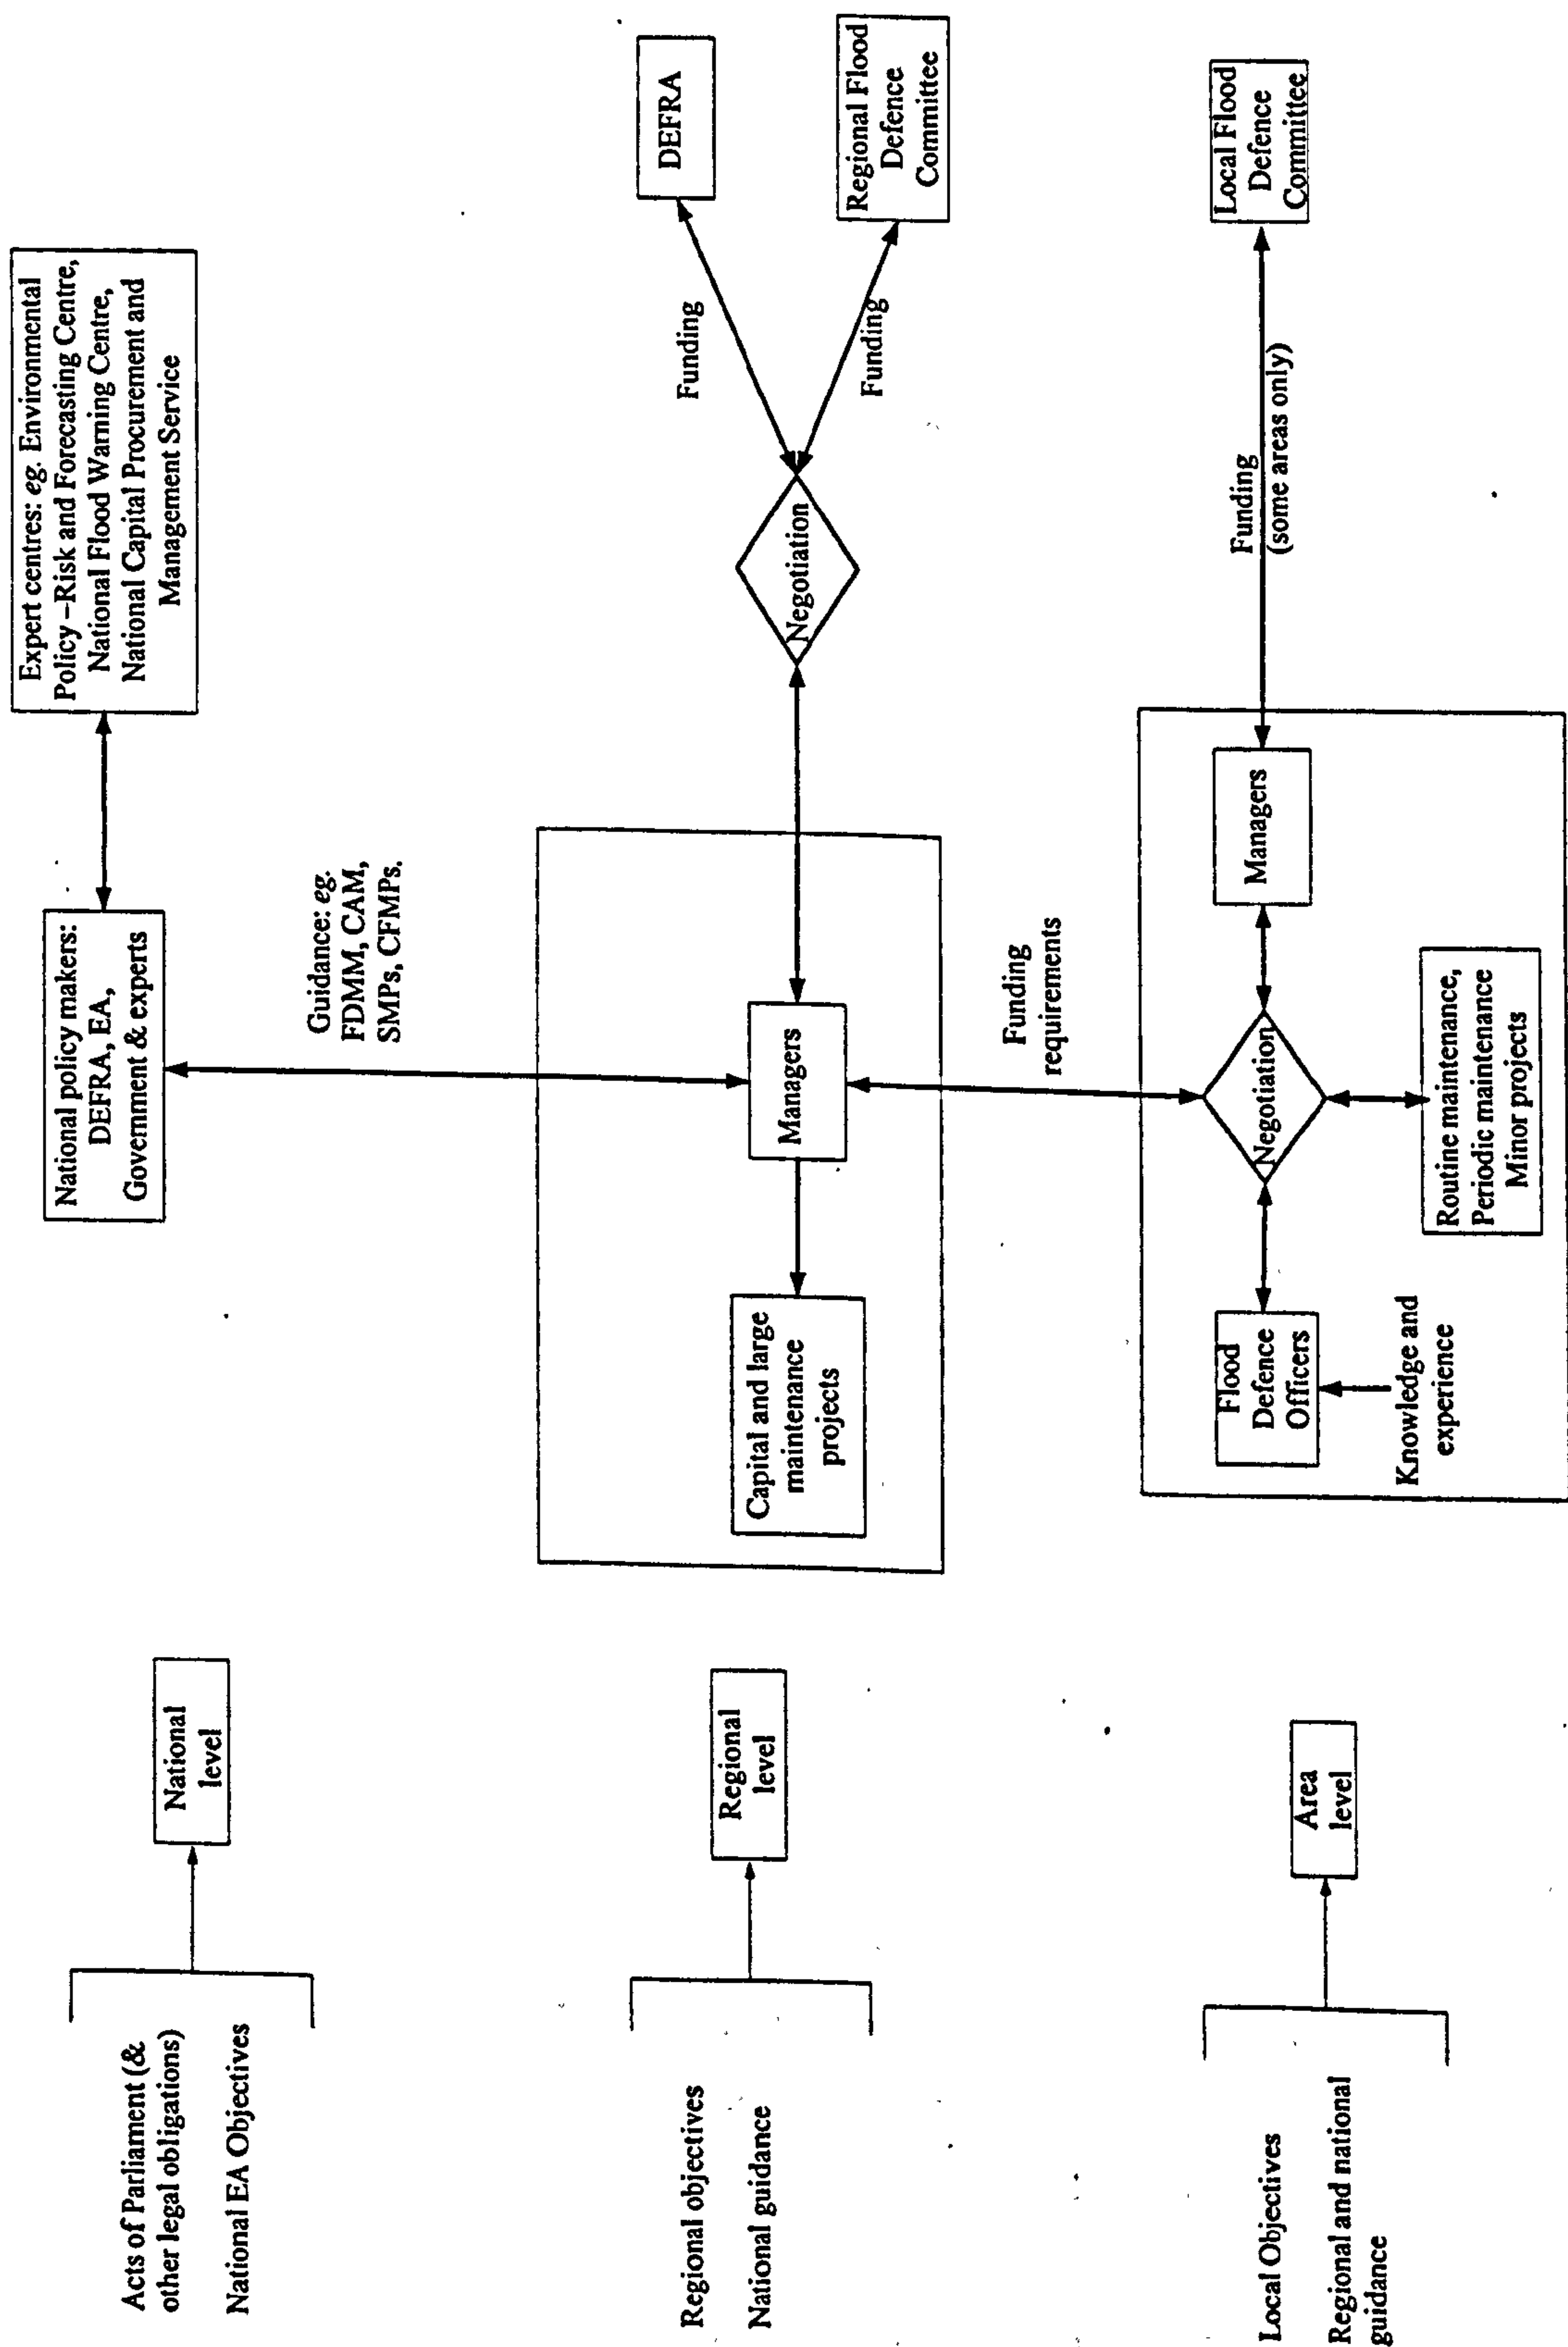 Acts of Parliament (&
other legal obligations)
National EA Objectives
National
level
National policy makers:
DEFRA, EA,
Government & experts
Expert centres: eg. Environmental
Policy –Risk and Forecasting Centre,
National Flood Warning Centre,
National Capital Procurement and
Management Service
Guidance: eg.
FDMM, CAM,
SMPs, CFMPs.
Regional objectives
National guidance
Regional
level
Capital and large
maintenance
projects
Managers
Negotiation
Funding
DEFRA
Funding
Regional Flood
Defence
Committee
Funding
requirements
Local Objectives
Regional and national
guidance
Area
level
Flood
Defence
Officers
Knowledge and
experience
Negotiation
Managers
Routine maintenance,
Periodic maintenance
Minor projects
Funding
(some areas only)
Local Flood
Defence
Committee